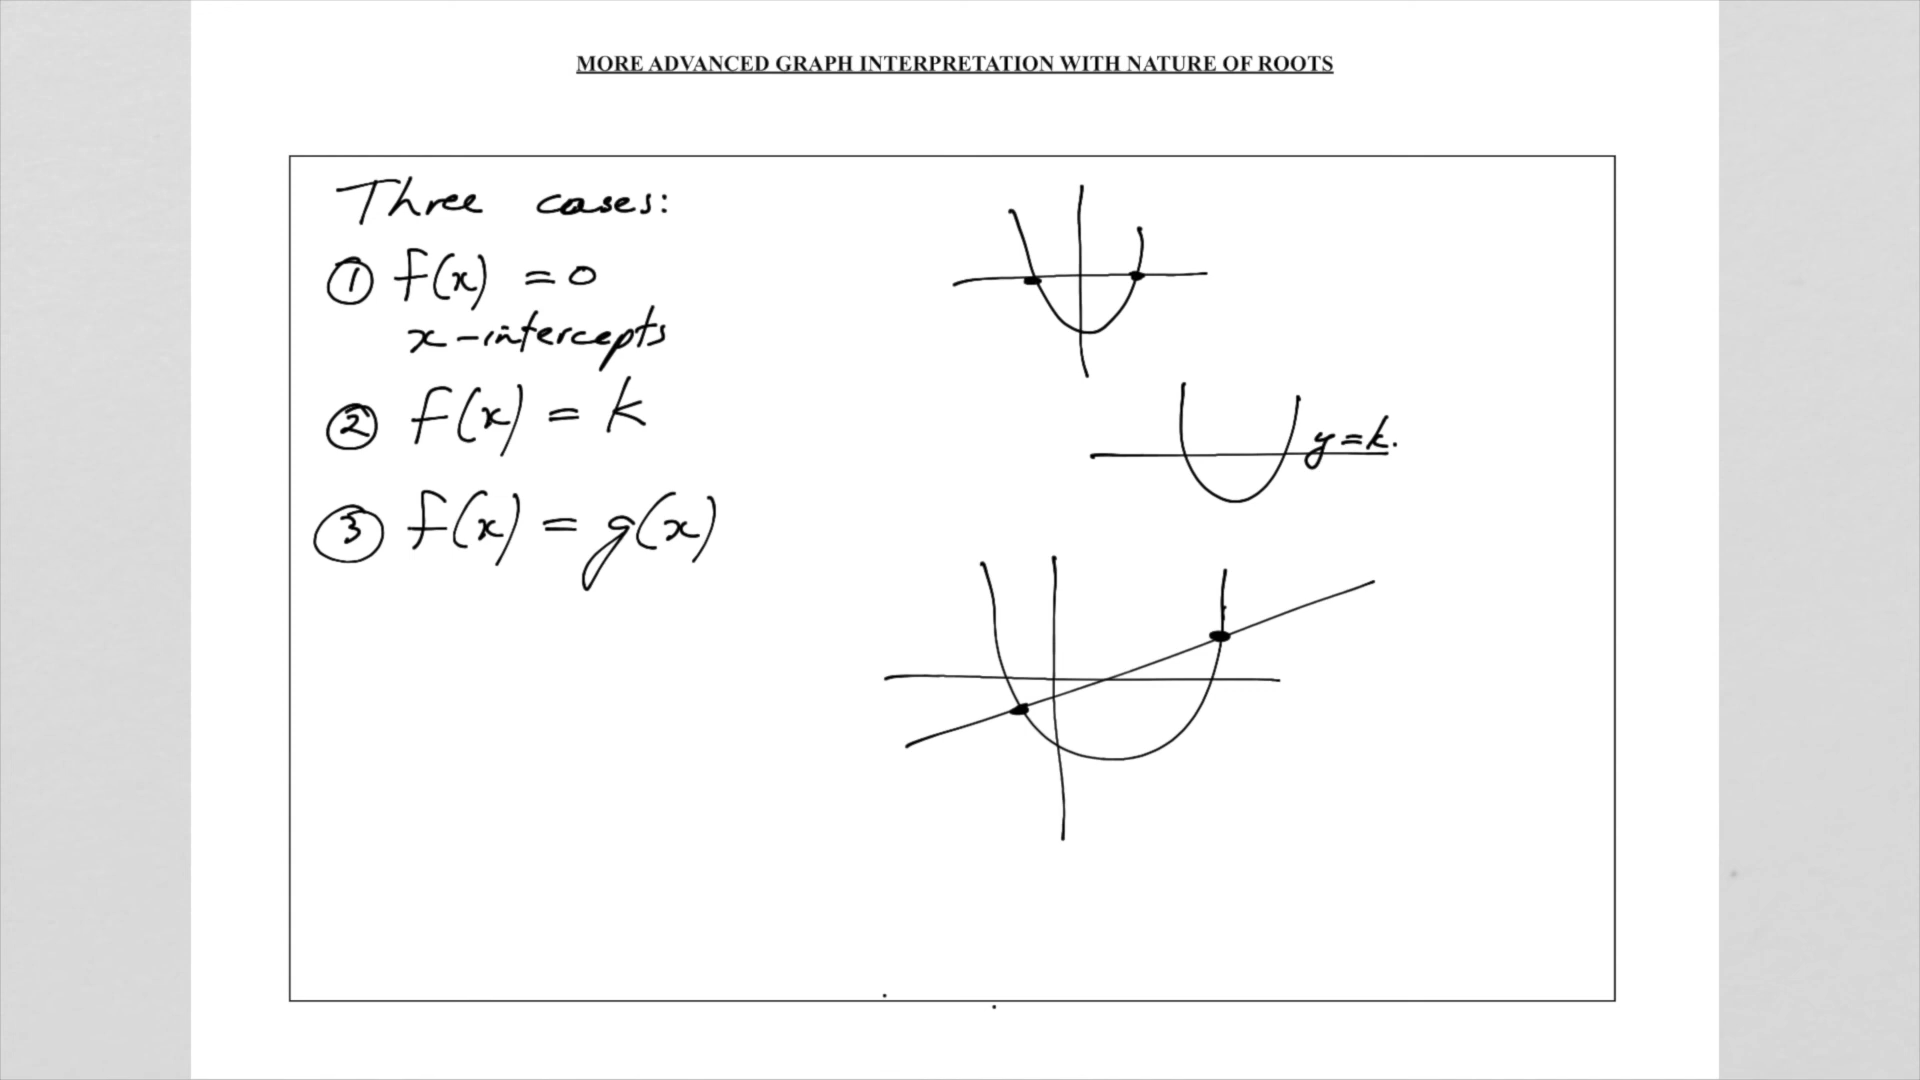 MORE ADVANCED GRAPH INTERPRETATION WITH NATURE OF ROOTS
Three cases:
① f(x) = 0
x-intercepts
② f(x) = k
y=k.
③ f(x) = g(x)